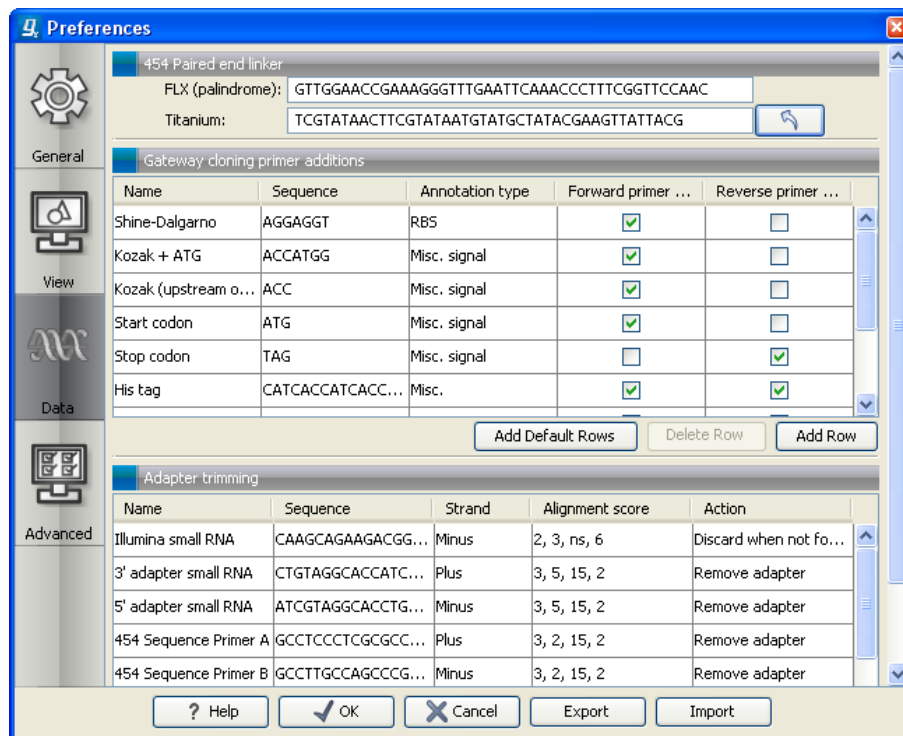 Preferences
454 Paired end linker
FLX (palindrome): GTTGGAACCGAAAGGGTTTGAATTCAAACCCTTTCGGTTCCAAC
Titanium: TCGTATAACTTCGTATAATGTATGCTATACGAAGTTATTACG
General
View
Data
Advanced
Gateway cloning primer additions
Name Sequence Annotation type Forward primer ... Reverse primer ...
Shine-Dalgarno AGGAGGT RBS
Kozak + ATG ACCATGG Misc. signal
Kozak (upstream o... ACC Misc. signal
Start codon ATG Misc. signal
Stop codon TAG Misc. signal
His tag CATCACCATCACC... Misc.
Add Default Rows Delete Row Add Row
Adapter trimming
Name Sequence Strand Alignment score Action
Illumina small RNA CAAGCAGAAGACGG... Minus 2, 3, ns, 6 Discard when not fo...
3' adapter small RNA CTGTAGGCACCATC... Plus 3, 5, 15, 2 Remove adapter
5' adapter small RNA ATCGTAGGCACCTG... Minus 3, 5, 15, 2 Remove adapter
454 Sequence Primer A GCCTCCCTCGCGCC... Plus 3, 2, 15, 2 Remove adapter
454 Sequence Primer B GCCTTGCCAGCCCG... Minus 3, 2, 15, 2 Remove adapter
? Help OK Cancel Export Import